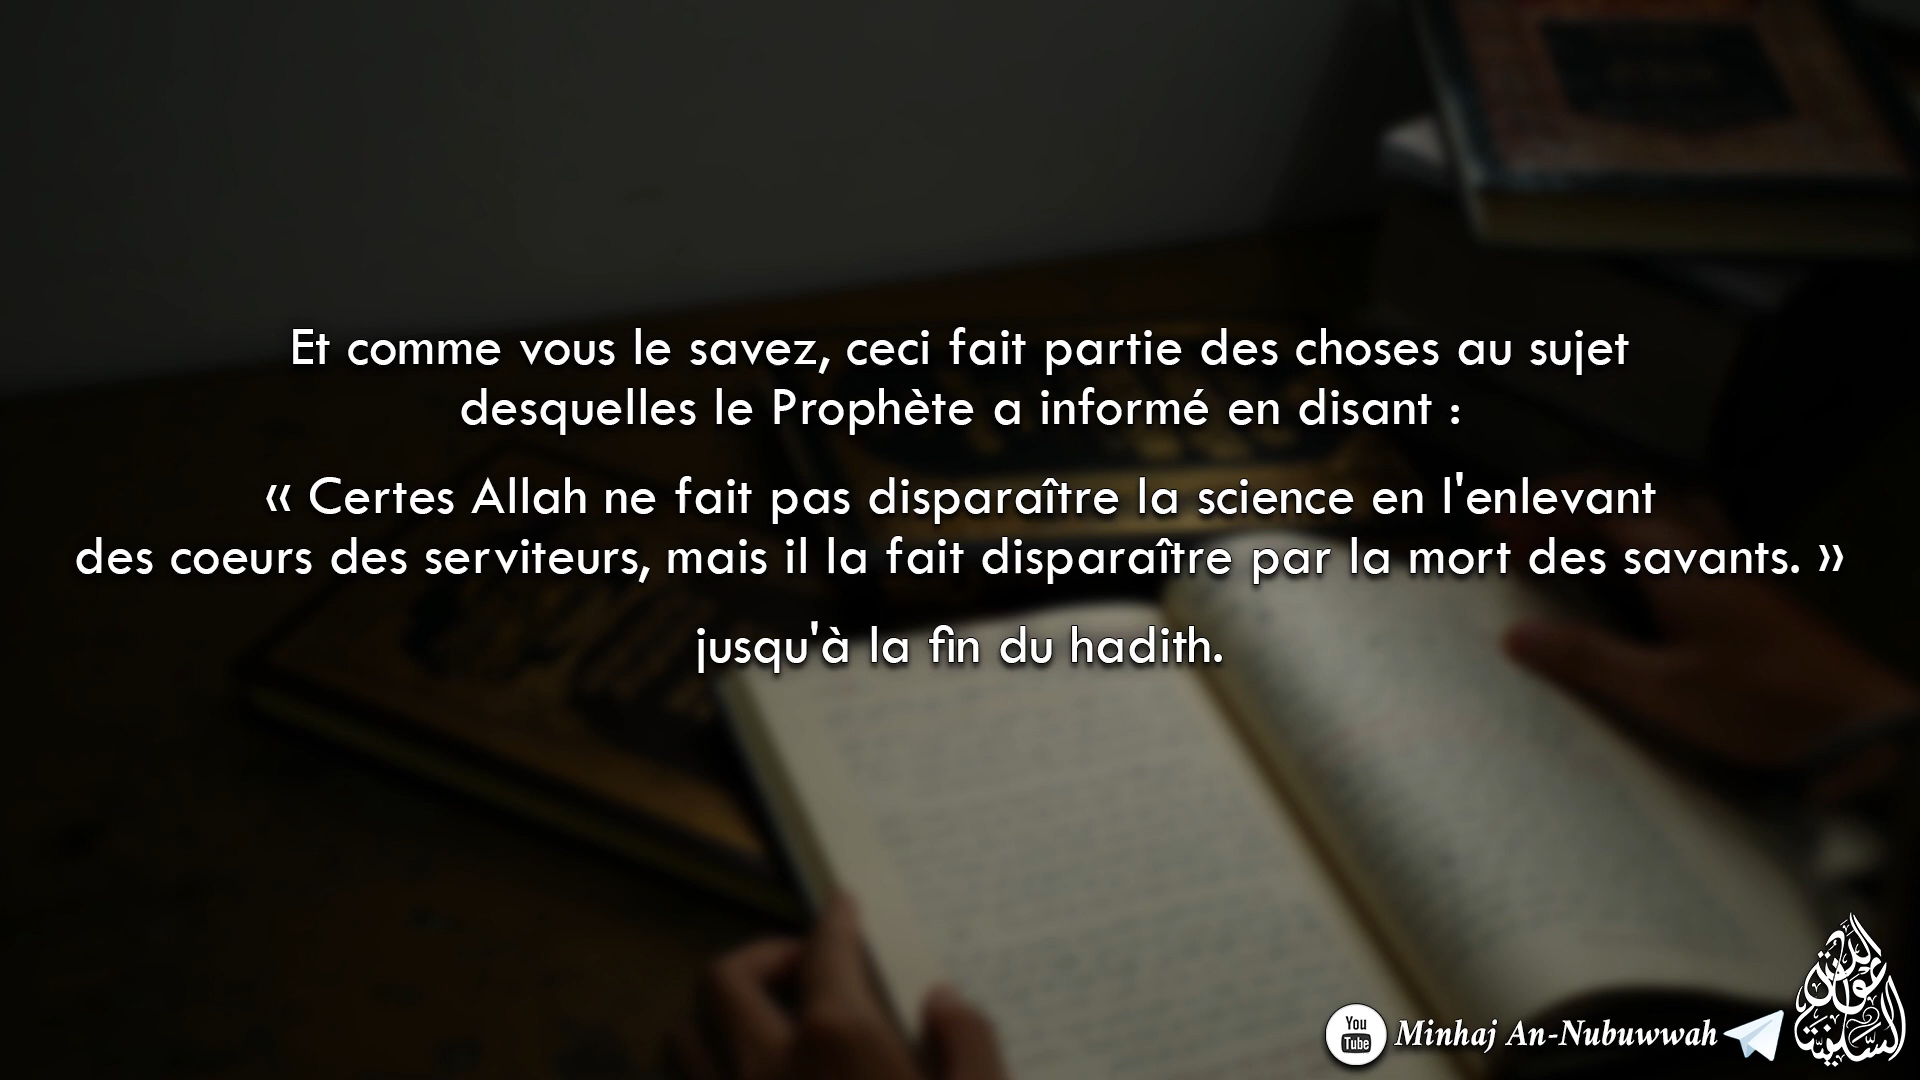 Et comme vous le savez, ceci fait partie des choses au sujet
desquelles le Prophète a informé en disant :
« Certes Allah ne fait pas disparaître la science en l'enlevant
des coeurs des serviteurs, mais il la fait disparaître par la mort des savants. »
jusqu'à la fin du hadith.
You
Tube
Minhaj An-Nubuwwah